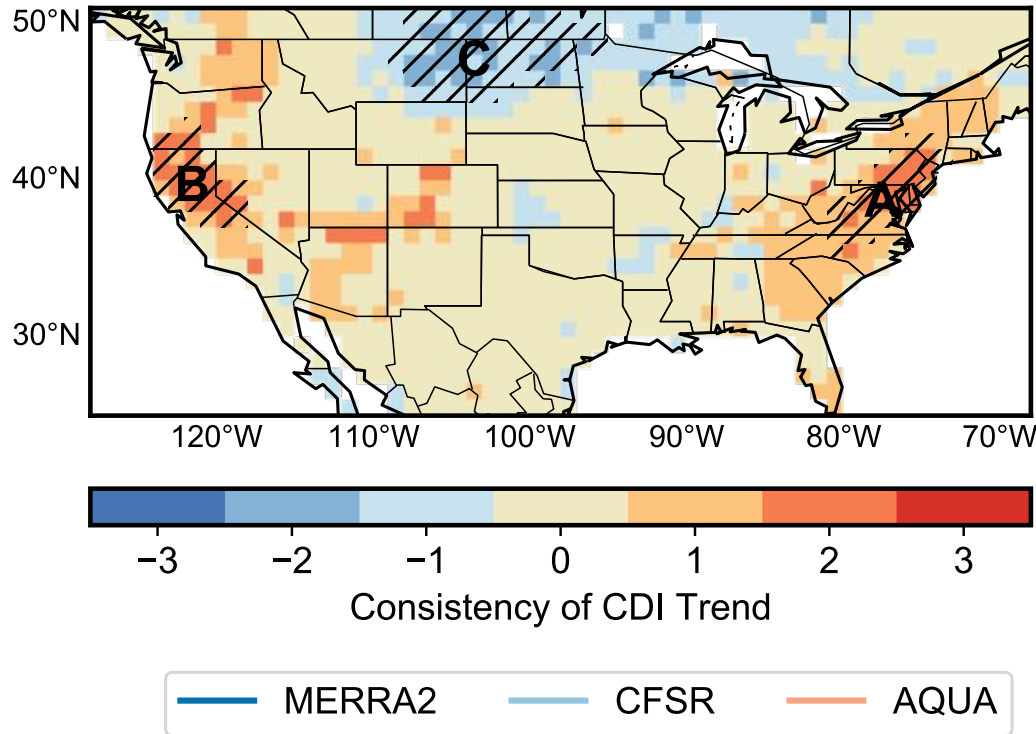 50°N
40°N
30°N
C
B
A
120°W 110°W 100°W 90°W 80°W 70°W
−3 −2 −1 0 1 2 3
Consistency of CDI Trend
MERRA2 CFSR AQUA